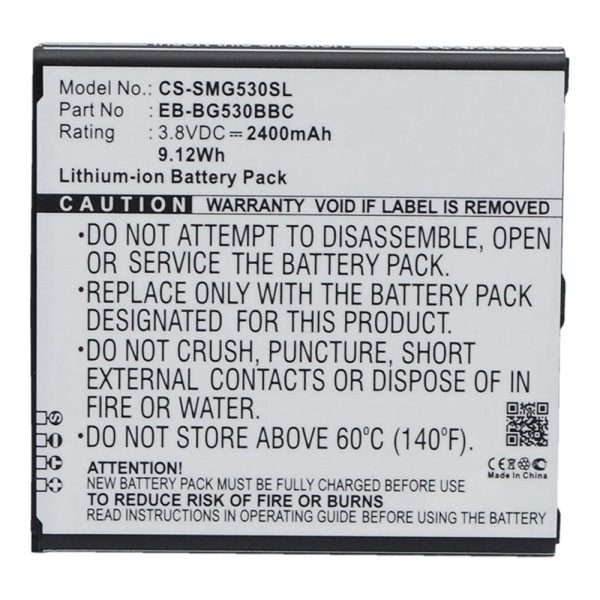 Model No.: CS-SMG530SL
Part No.: EB-BG530BBC
Rating: 3.8VDC⎓2400mAh
9.12Wh
Lithium-ion Battery Pack
CAUTION WARRANTY VOID IF LABEL IS REMOVED
·DO NOT ATTEMPT TO DISASSEMBLE, OPEN
OR SERVICE THE BATTERY PACK.
·REPLACE ONLY WITH THE BATTERY PACK
DESIGNATED FOR THIS PRODUCT.
·DO NOT CRUSH, PUNCTURE, SHORT
EXTERNAL CONTACTS OR DISPOSE OF IN
FIRE OR WATER.
·DO NOT STORE ABOVE 60°C (140°F).
ATTENTION!
NEW BATTERY PACK MUST BE FULLY CHARGED BEFORE USE
TO REDUCE RISK OF FIRE OR BURNS
READ INSTRUCTIONS IN OPERATING GUIDE BEFORE USING THE BATTERY
CE
Made in China